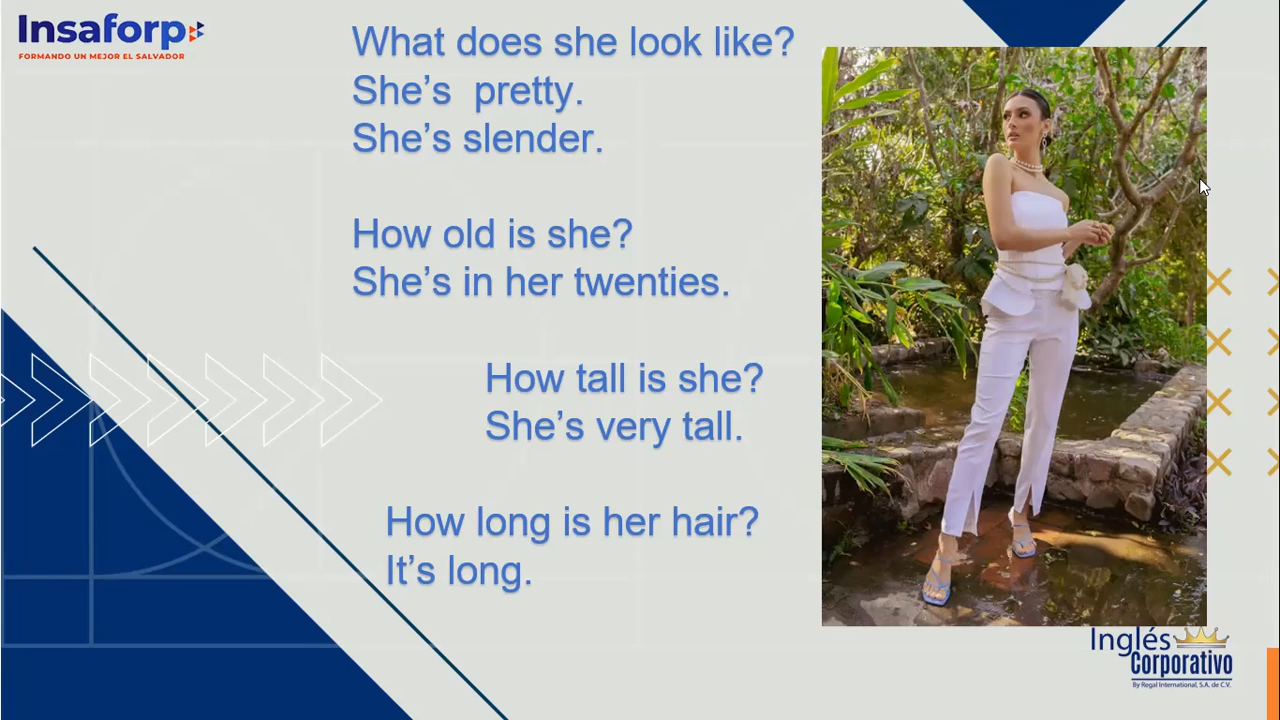 Insaforp
FORMANDO UN MEJOR EL SALVADOR
What does she look like?
She’s pretty.
She’s slender.
How old is she?
She’s in her twenties.
How tall is she?
She’s very tall.
How long is her hair?
It’s long.
Inglés
Corporativo
By Regal International, S.A. de C.V.